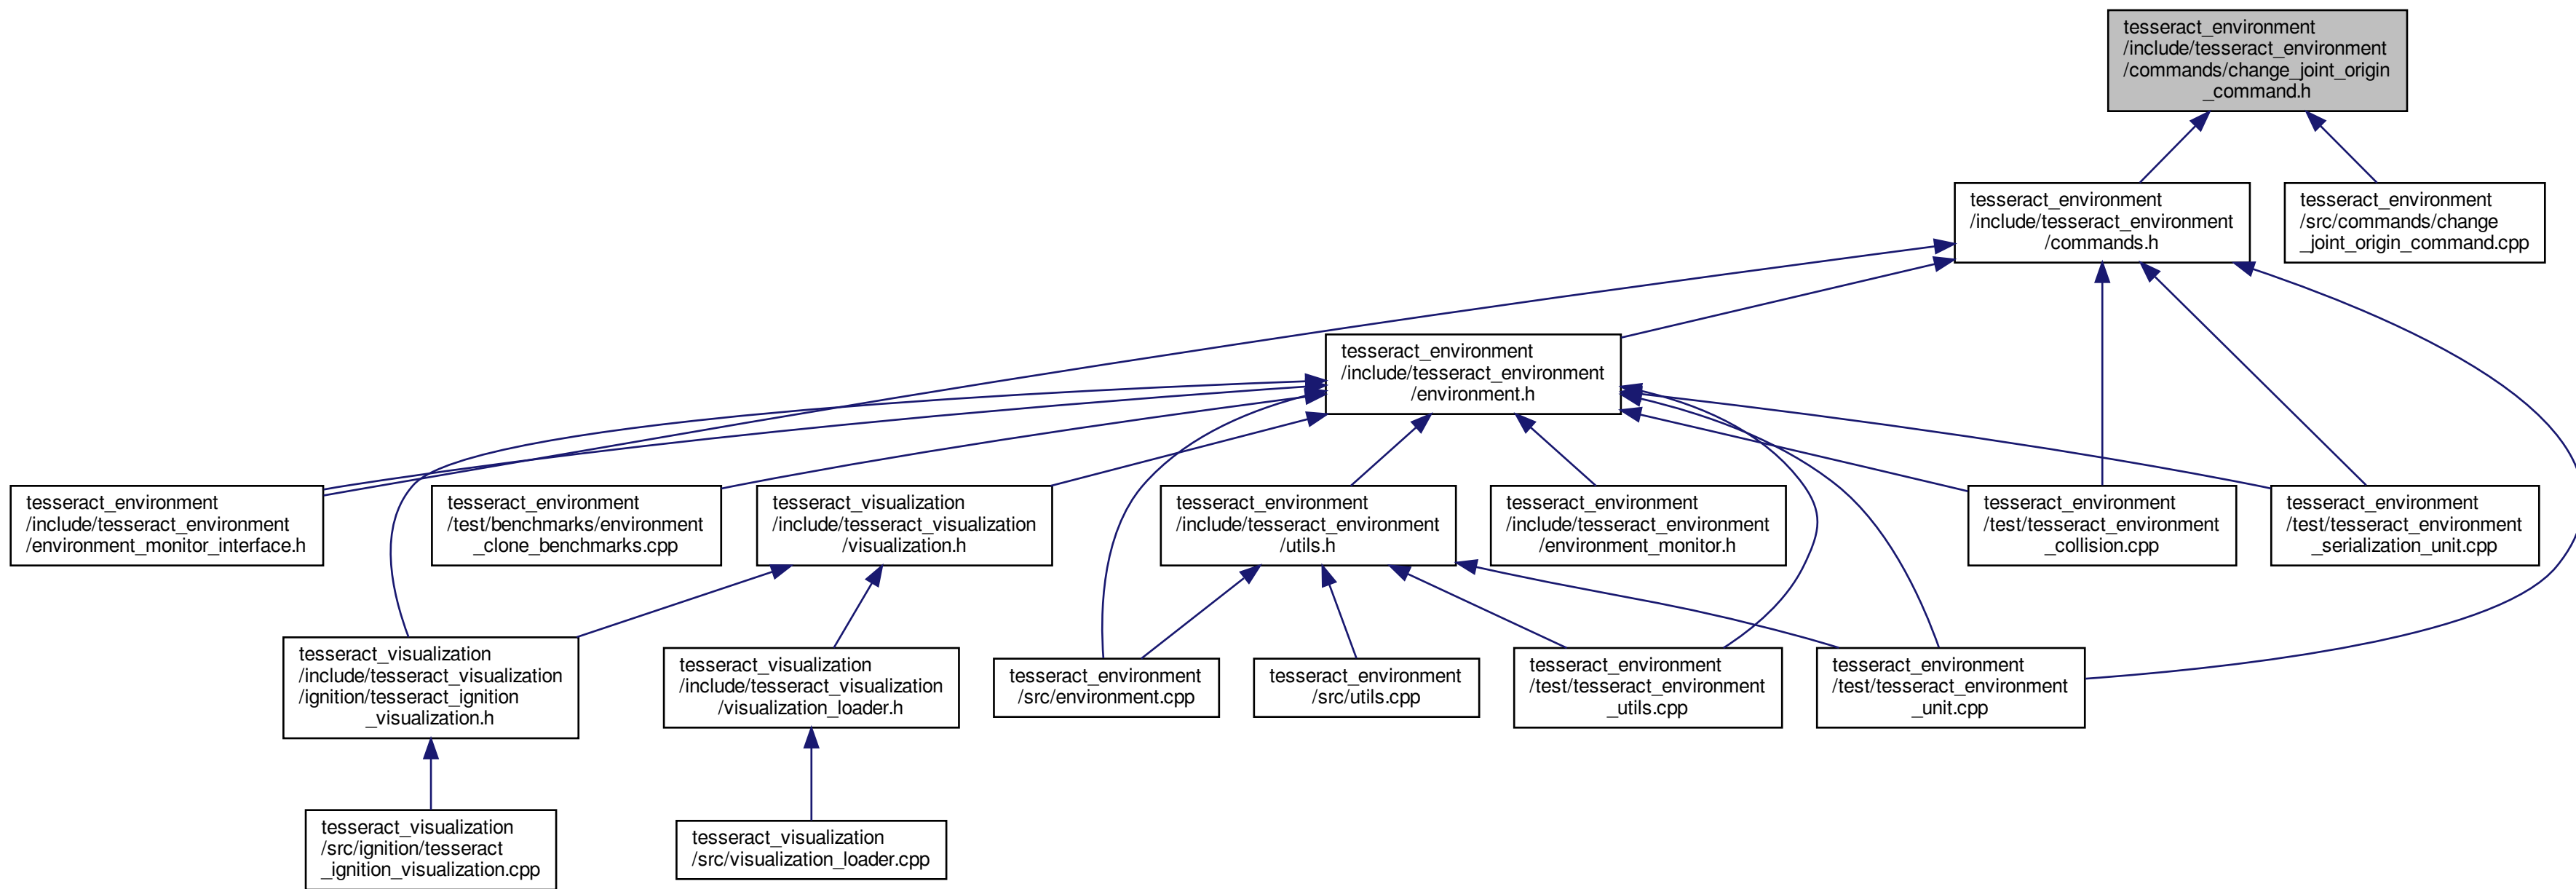 tesseract_environment
/include/tesseract_environment
/commands/change_joint_origin
_command.h
tesseract_environment
/include/tesseract_environment
/commands.h
tesseract_environment
/src/commands/change
_joint_origin_command.cpp
tesseract_environment
/include/tesseract_environment
/environment.h
tesseract_environment
/include/tesseract_environment
/environment_monitor_interface.h
tesseract_environment
/test/benchmarks/environment
_clone_benchmarks.cpp
tesseract_visualization
/include/tesseract_visualization
/visualization.h
tesseract_environment
/include/tesseract_environment
/utils.h
tesseract_environment
/include/tesseract_environment
/environment_monitor.h
tesseract_environment
/test/tesseract_environment
_collision.cpp
tesseract_environment
/test/tesseract_environment
_serialization_unit.cpp
tesseract_visualization
/include/tesseract_visualization
/ignition/tesseract_ignition
_visualization.h
tesseract_visualization
/include/tesseract_visualization
/visualization_loader.h
tesseract_environment
/src/environment.cpp
tesseract_environment
/src/utils.cpp
tesseract_environment
/test/tesseract_environment
_utils.cpp
tesseract_environment
/test/tesseract_environment
_unit.cpp
tesseract_visualization
/src/ignition/tesseract
_ignition_visualization.cpp
tesseract_visualization
/src/visualization_loader.cpp